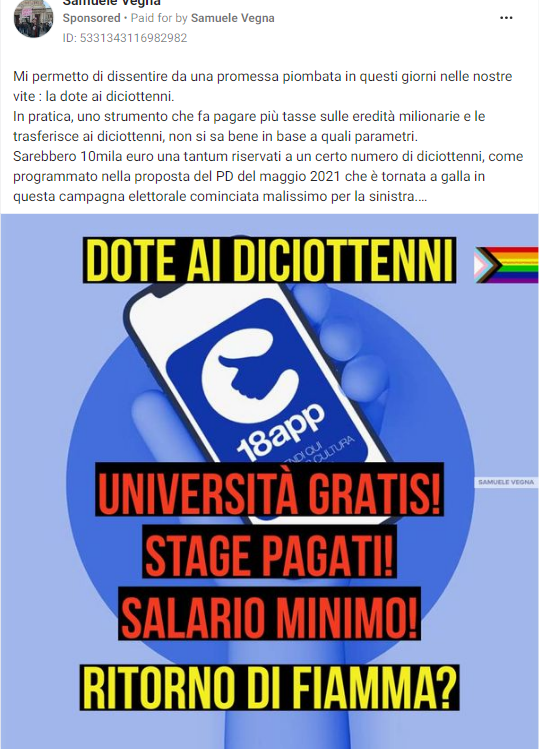 Samuele Vegna
Sponsored • Paid for by Samuele Vegna
ID: 5331343116982982
Mi permetto di dissentire da una promessa piombata in questi giorni nelle nostre
vite : la dote ai diciottenni.
In pratica, uno strumento che fa pagare più tasse sulle eredità milionarie e le
trasferisce ai diciottenni, non si sa bene in base a quali parametri.
Sarebbero 10mila euro una tantum riservati a un certo numero di diciottenni, come
programmato nella proposta del PD del maggio 2021 che è tornata a galla in
questa campagna elettorale cominciata malissimo per la sinistra....
DOTE AI DICIOTTENNI
18app
CULTURA
SAMUELE VEGNA
UNIVERSITÀ GRATIS!
STAGE PAGATI!
SALARIO MINIMO!
RITORNO DI FIAMMA?